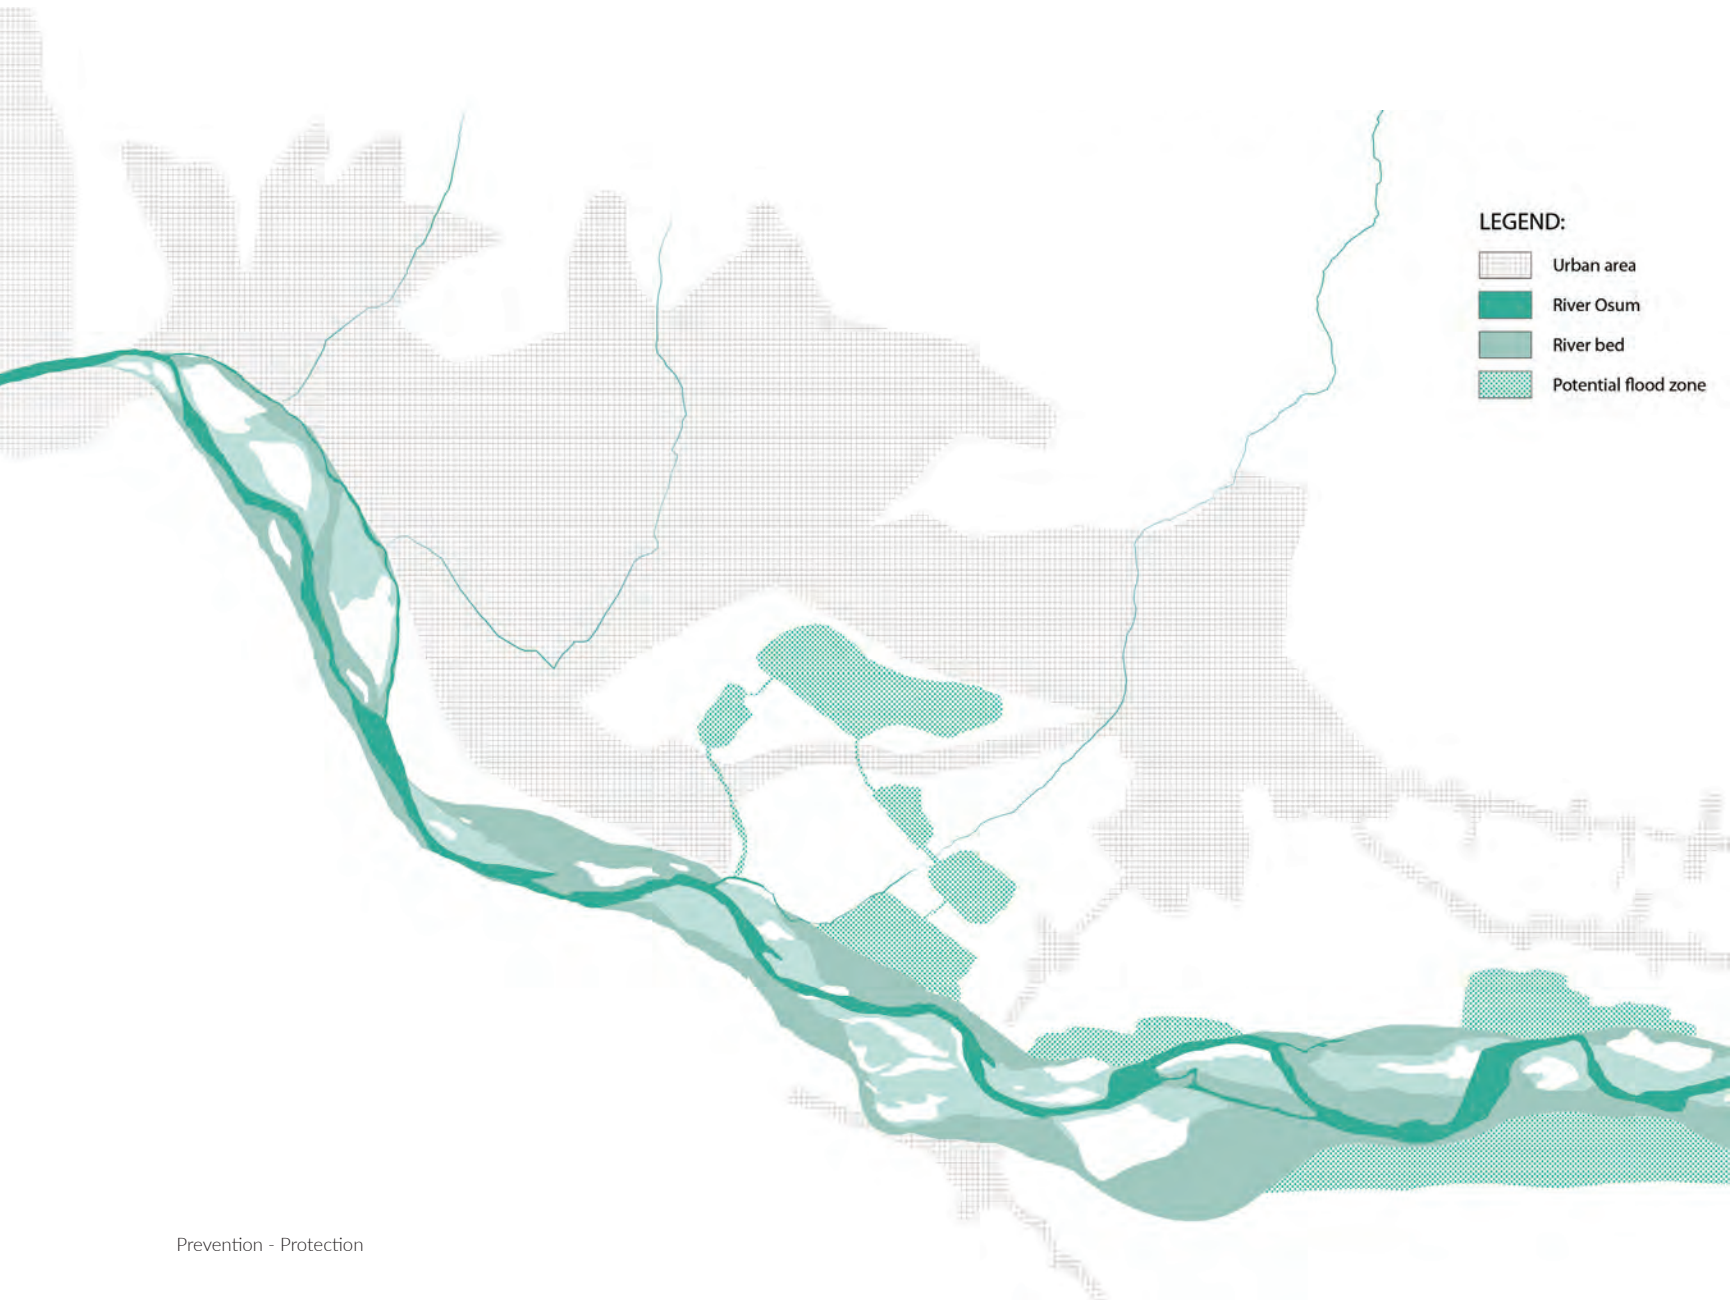 LEGEND:
Urban area
River Osum
River bed
Potential flood zone
Prevention - Protection